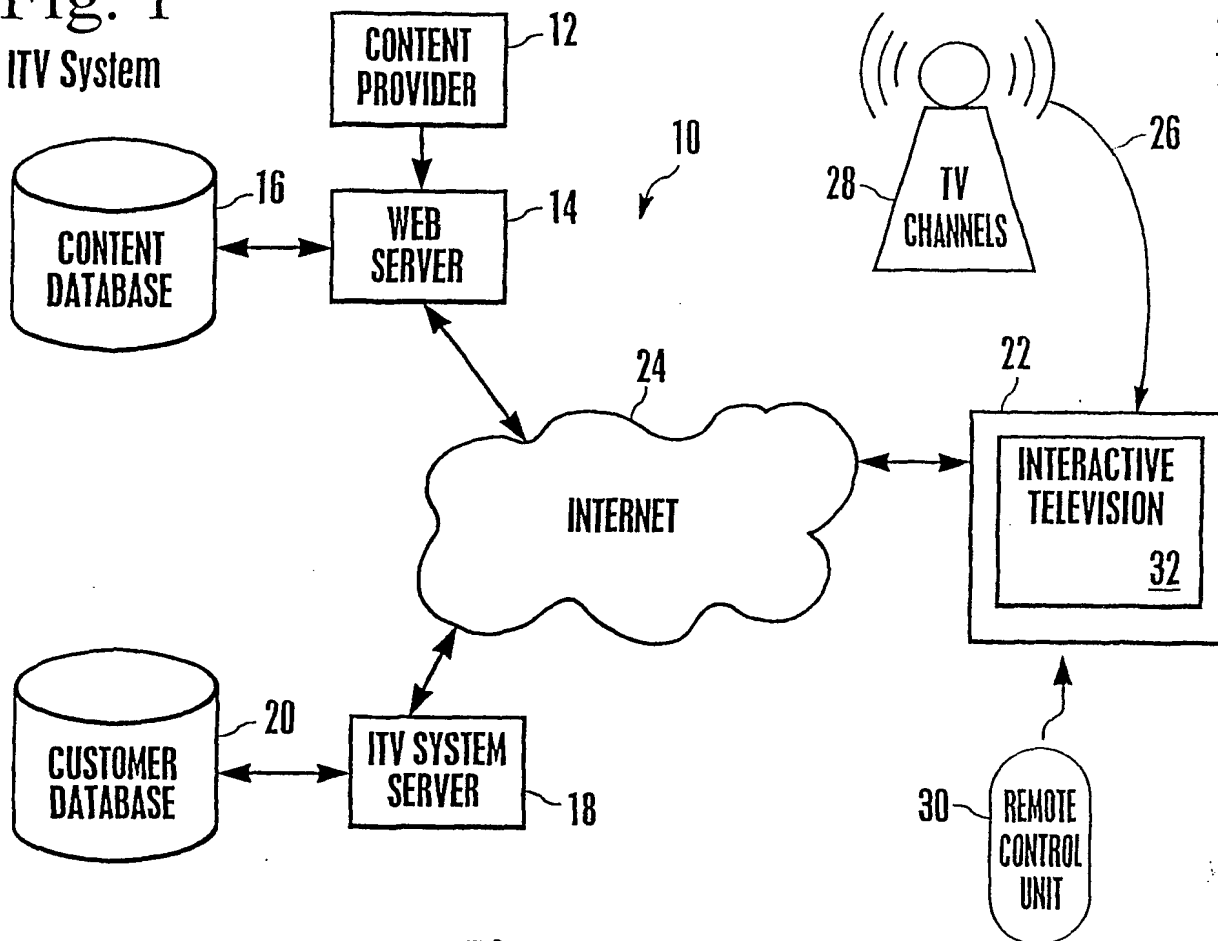 Fig. 1
ITV System
CONTENT
PROVIDER
12
10
16
CONTENT
DATABASE
WEB
SERVER
14
28
TV
CHANNELS
26
24
INTERNET
22
INTERACTIVE
TELEVISION
32
20
CUSTOMER
DATABASE
ITV SYSTEM
SERVER
18
30
REMOTE
CONTROL
UNIT